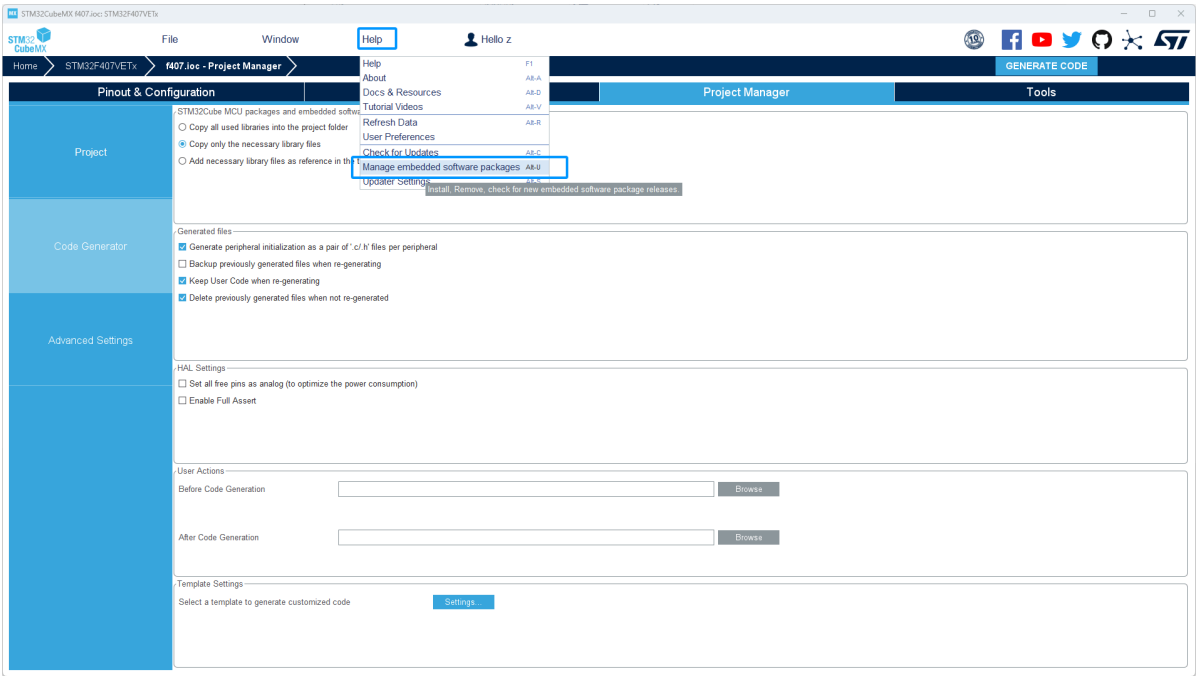 MX STM32CubeMX f407.ioc: STM32F407VETx
STM32 CubeMX
File Window Help Hello z
10
Home STM32F407VETx f407.ioc - Project Manager GENERATE CODE
Help F1
About Alt-A
Docs & Resources Alt-D
Tutorial Videos Alt-V
Refresh Data Alt-R
User Preferences
Check for Updates Alt-C
Manage embedded software packages Alt-U
Updater Settings Alt-S
Install, Remove, check for new embedded software package releases.
Pinout & Configuration Project Manager Tools
Project
Code Generator
Advanced Settings
STM32Cube MCU packages and embedded softwa
Copy all used libraries into the project folder
Copy only the necessary library files
Add necessary library files as reference in the
Generated files
Generate peripheral initialization as a pair of '.c/.h' files per peripheral
Backup previously generated files when re-generating
Keep User Code when re-generating
Delete previously generated files when not re-generated
HAL Settings
Set all free pins as analog (to optimize the power consumption)
Enable Full Assert
User Actions
Before Code Generation Browse
After Code Generation Browse
Template Settings
Select a template to generate customized code Settings...